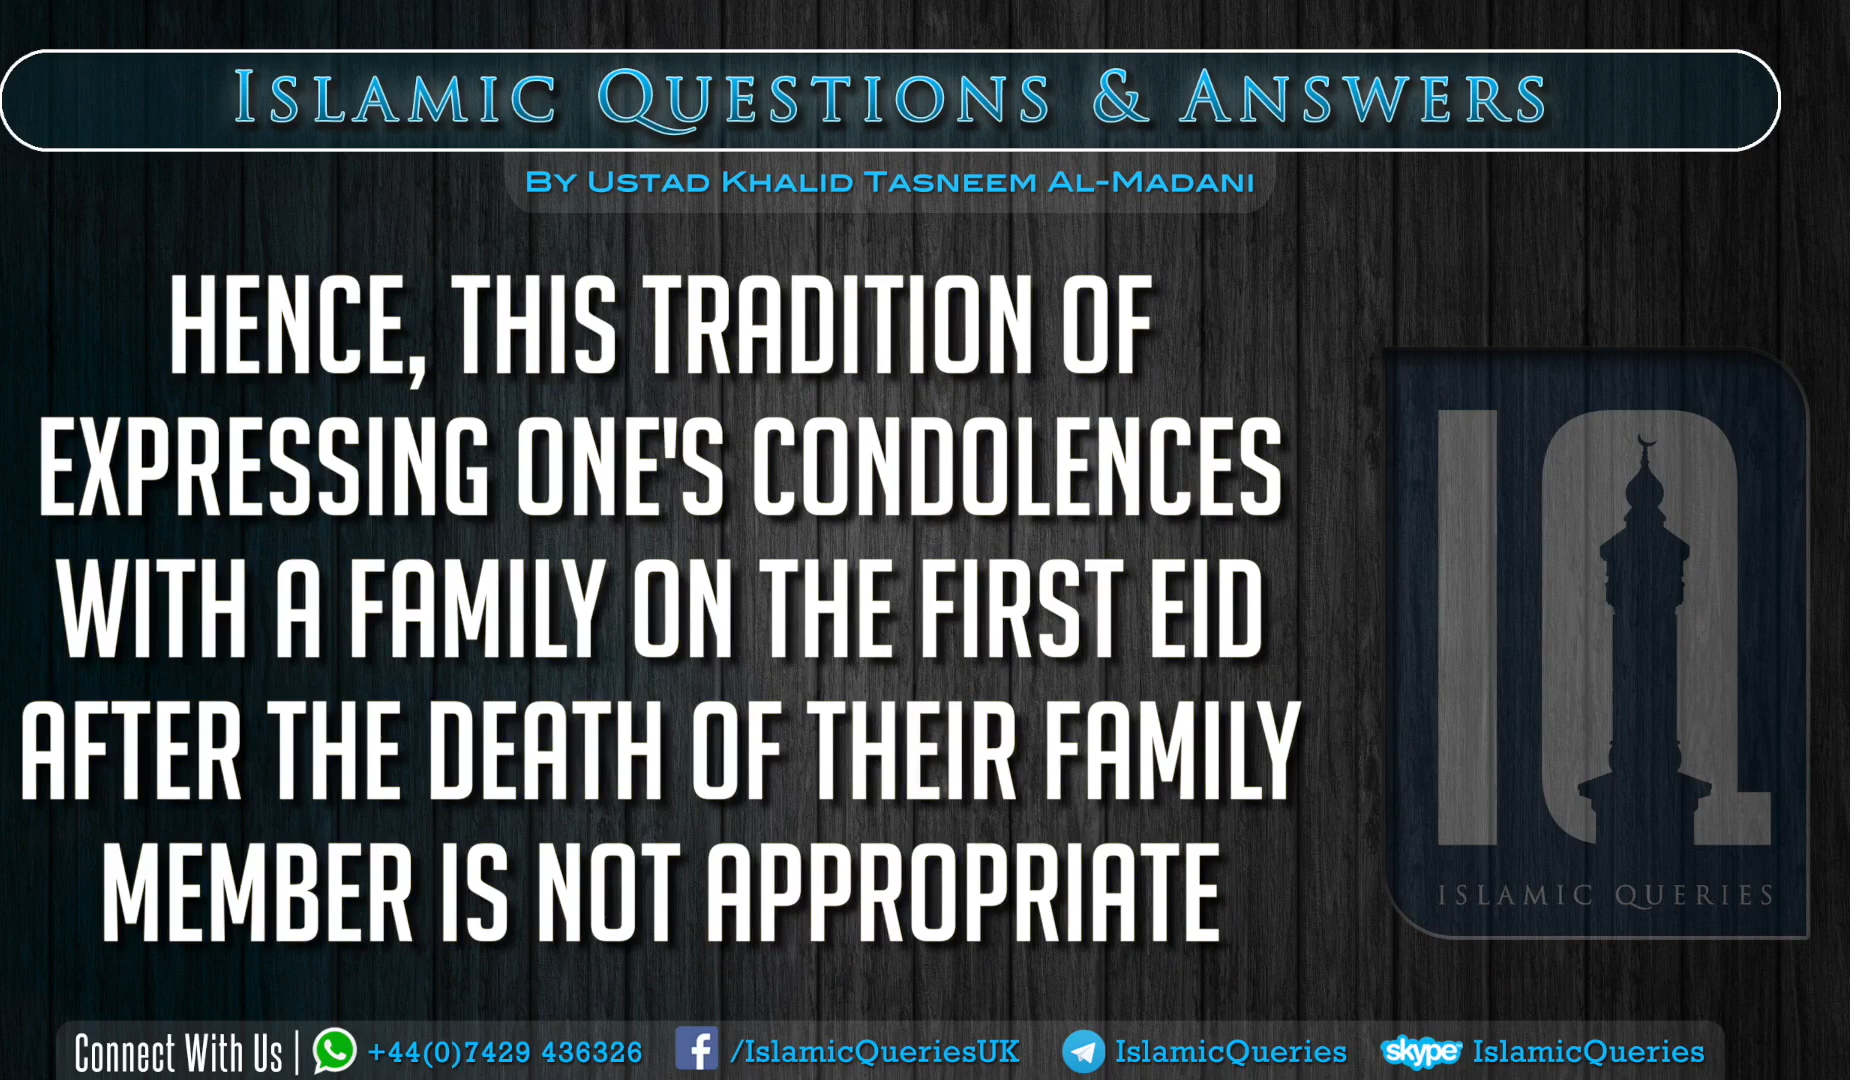 ISLAMIC QUESTIONS & ANSWERS
BY USTAD KHALID TASNEEM AL-MADANI
HENCE, THIS TRADITION OF
EXPRESSING ONE'S CONDOLENCES
WITH A FAMILY ON THE FIRST EID
AFTER THE DEATH OF THEIR FAMILY
MEMBER IS NOT APPROPRIATE
IQ
ISLAMIC QUERIES
Connect With Us | +44(0)7429 436326 f /IslamicQueriesUK IslamicQueries skype IslamicQueries